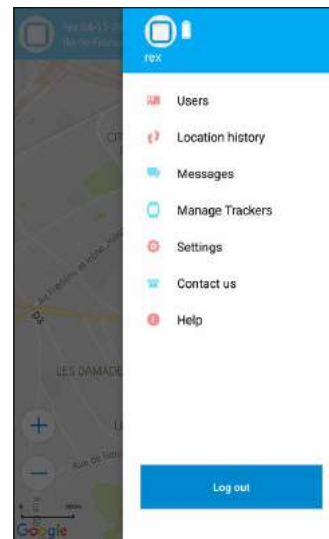 rex
Users
Location history
Messages
Manage Trackers
Settings
Contact us
Help
Log out
LES DAMADE
Google